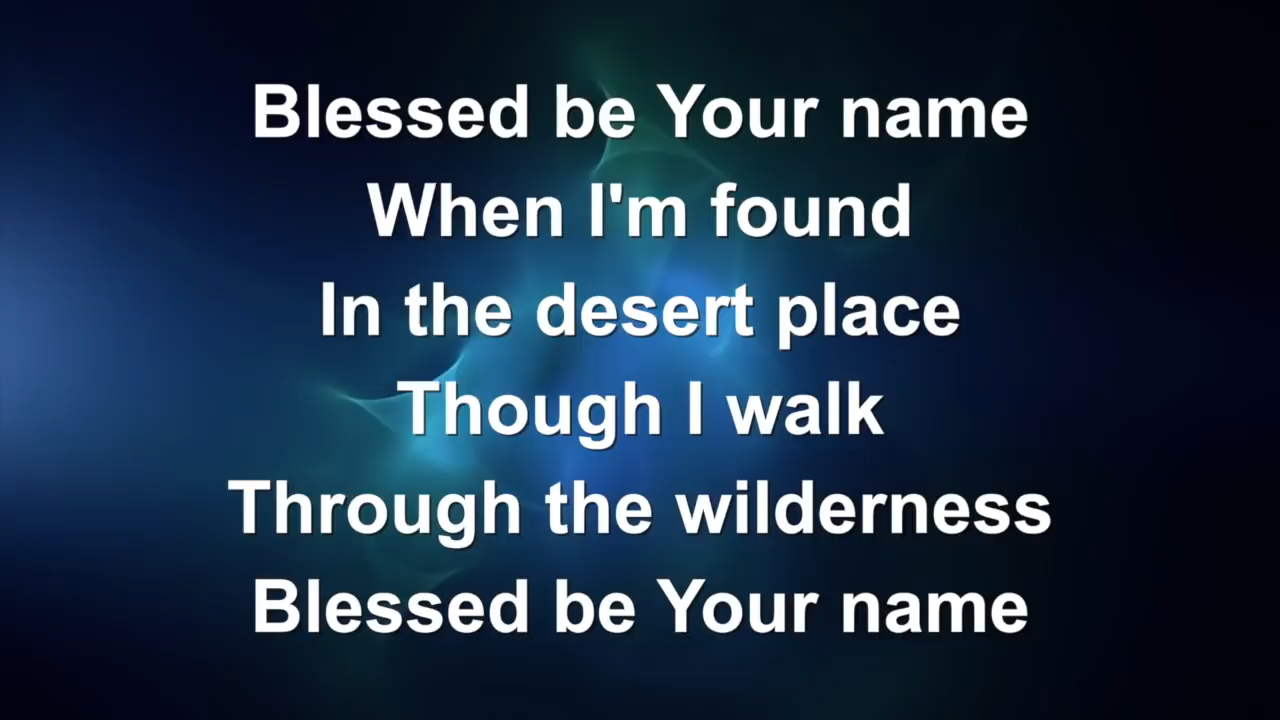 Blessed be Your name
When I'm found
In the desert place
Though I walk
Through the wilderness
Blessed be Your name